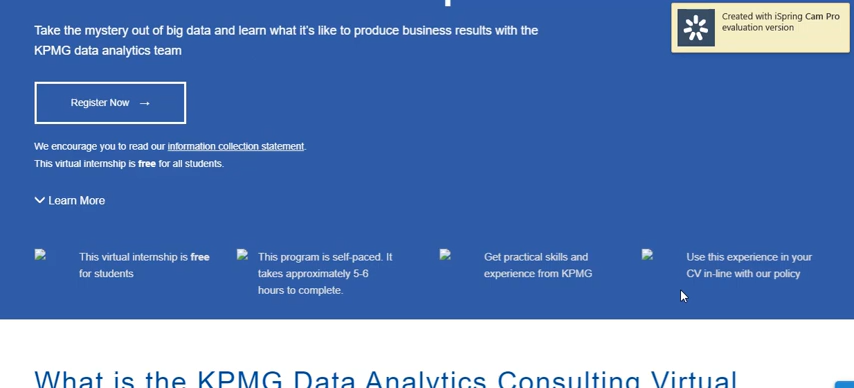 Created with iSpring Cam Pro
evaluation version
Take the mystery out of big data and learn what it's like to produce business results with the
KPMG data analytics team
Register Now →
We encourage you to read our information collection statement.
This virtual internship is free for all students.
Learn More
This virtual internship is free
for students
This program is self-paced. It
takes approximately 5-6
hours to complete.
Get practical skills and
experience from KPMG
Use this experience in your
CV in-line with our policy
What is the KPMG Data Analytics Consulting Virtual